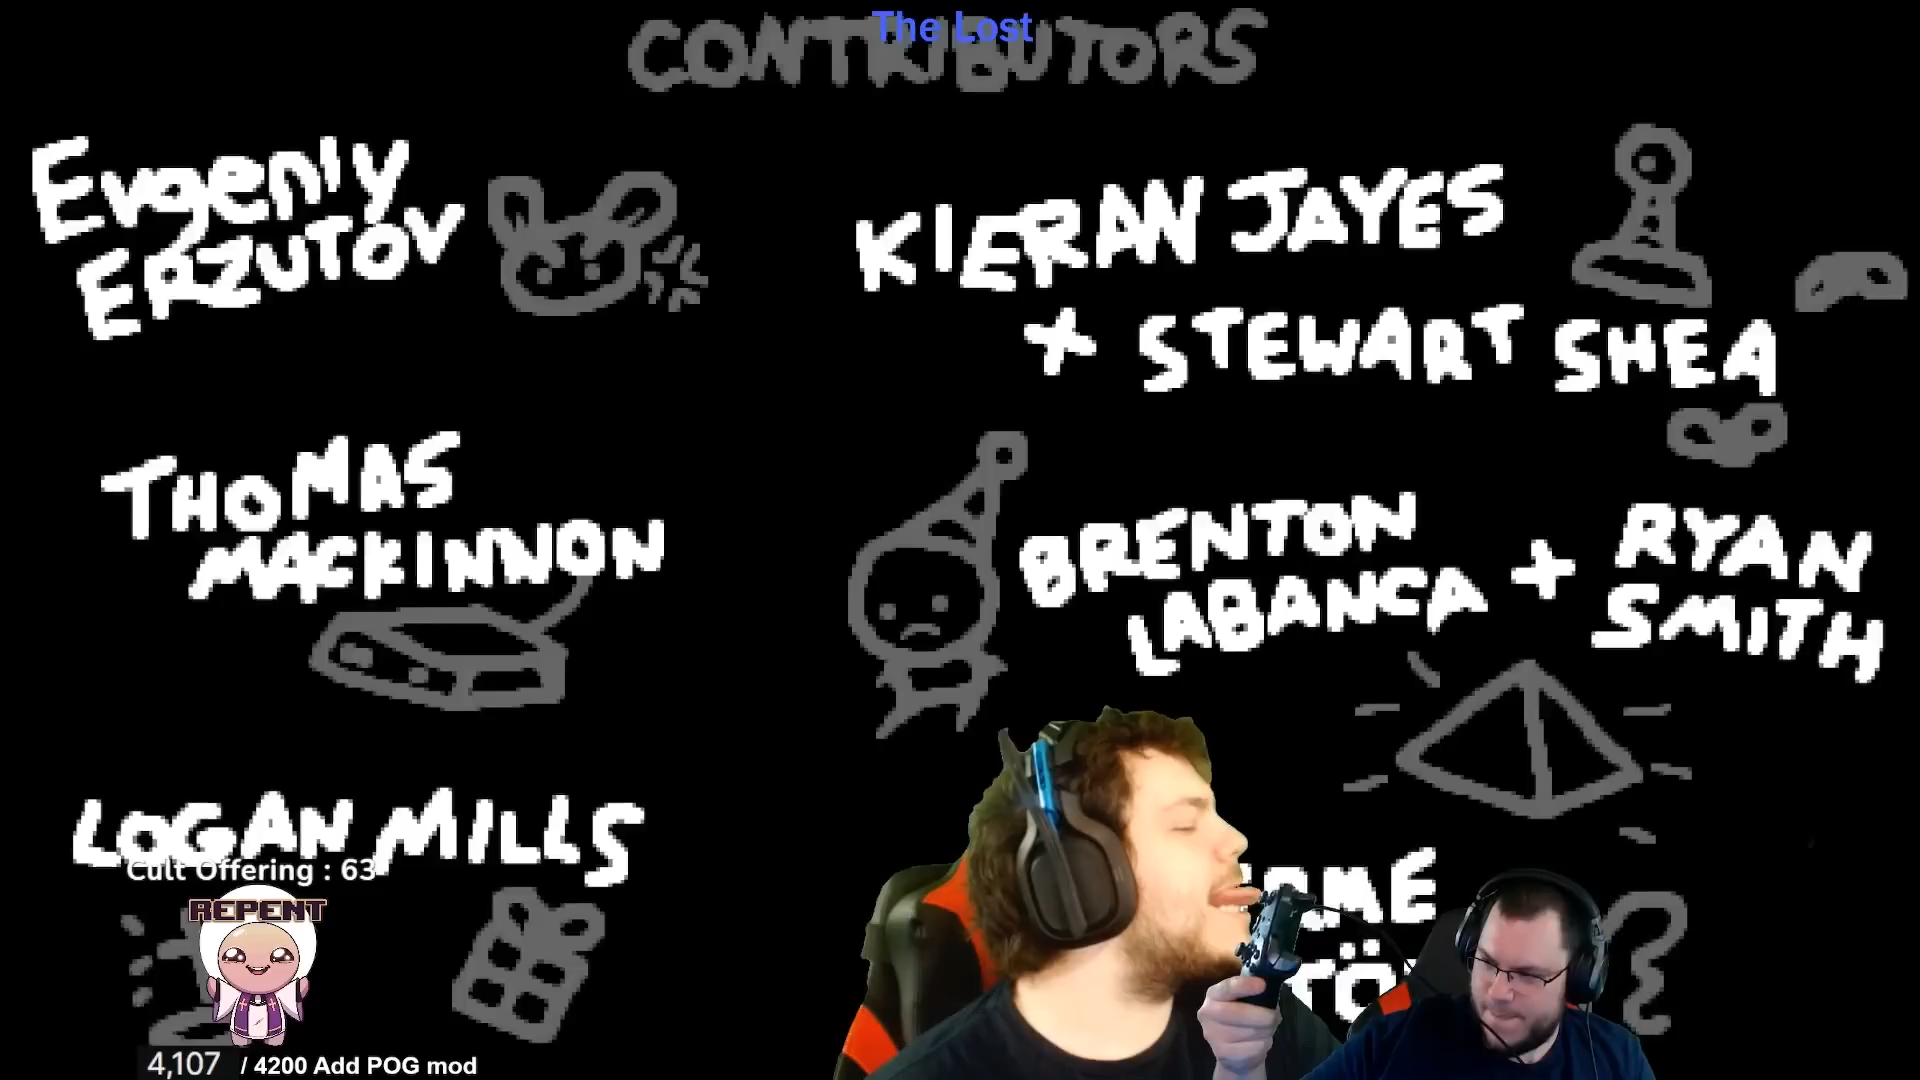 The Lost
CONTRIBUTORS
Evgeniy
ERZUTOV
KIERAN JAYES
+ STEWART SHEA
THOMAS
MACKINNON
BRENTON
LABANCA
+ RYAN
SMITH
LOGAN MILLS
Cult Offering : 63
REPENT
4,107 / 4200 Add POG mod